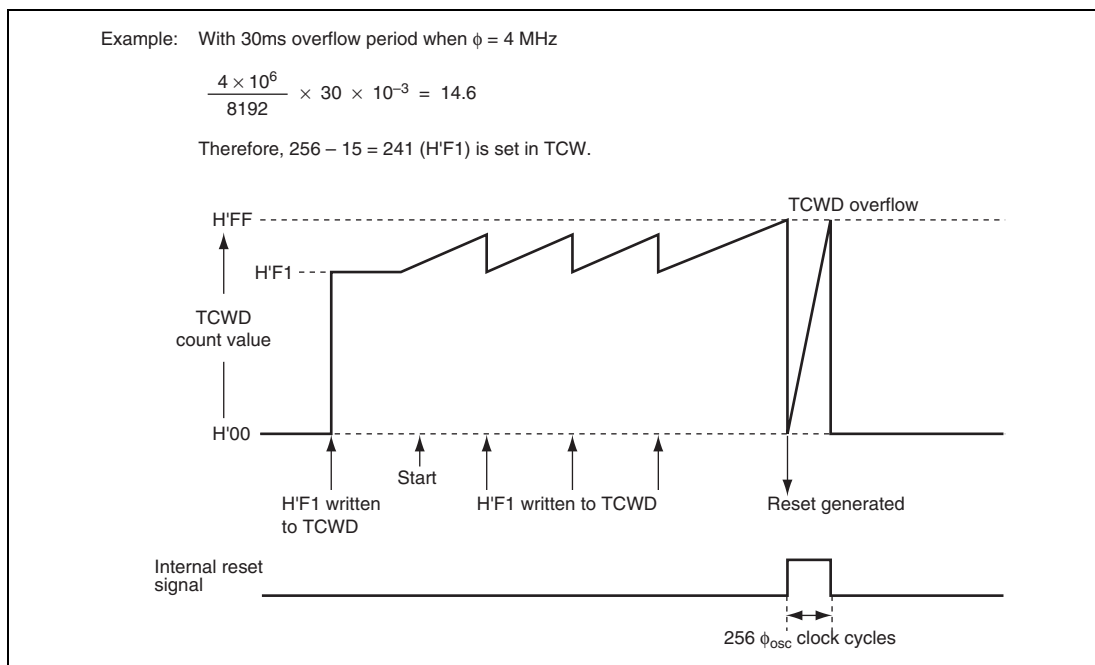 Example: With 30ms overflow period when ϕ = 4 MHz
4 × 10⁶
8192
× 30 × 10⁻³ = 14.6
Therefore, 256 – 15 = 241 (H'F1) is set in TCW.
TCWD overflow
H'FF
H'F1
TCWD
count value
H'00
Start
H'F1 written
to TCWD
H'F1 written to TCWD
Reset generated
Internal reset
signal
256 ϕosc clock cycles